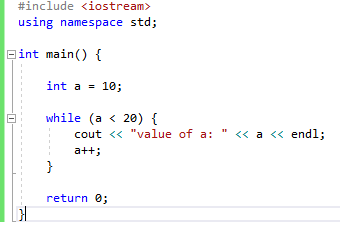 #include <iostream>
using namespace std;
int main() {
int a = 10;
while (a < 20) {
cout << "value of a: " << a << endl;
a++;
}
return 0;
}